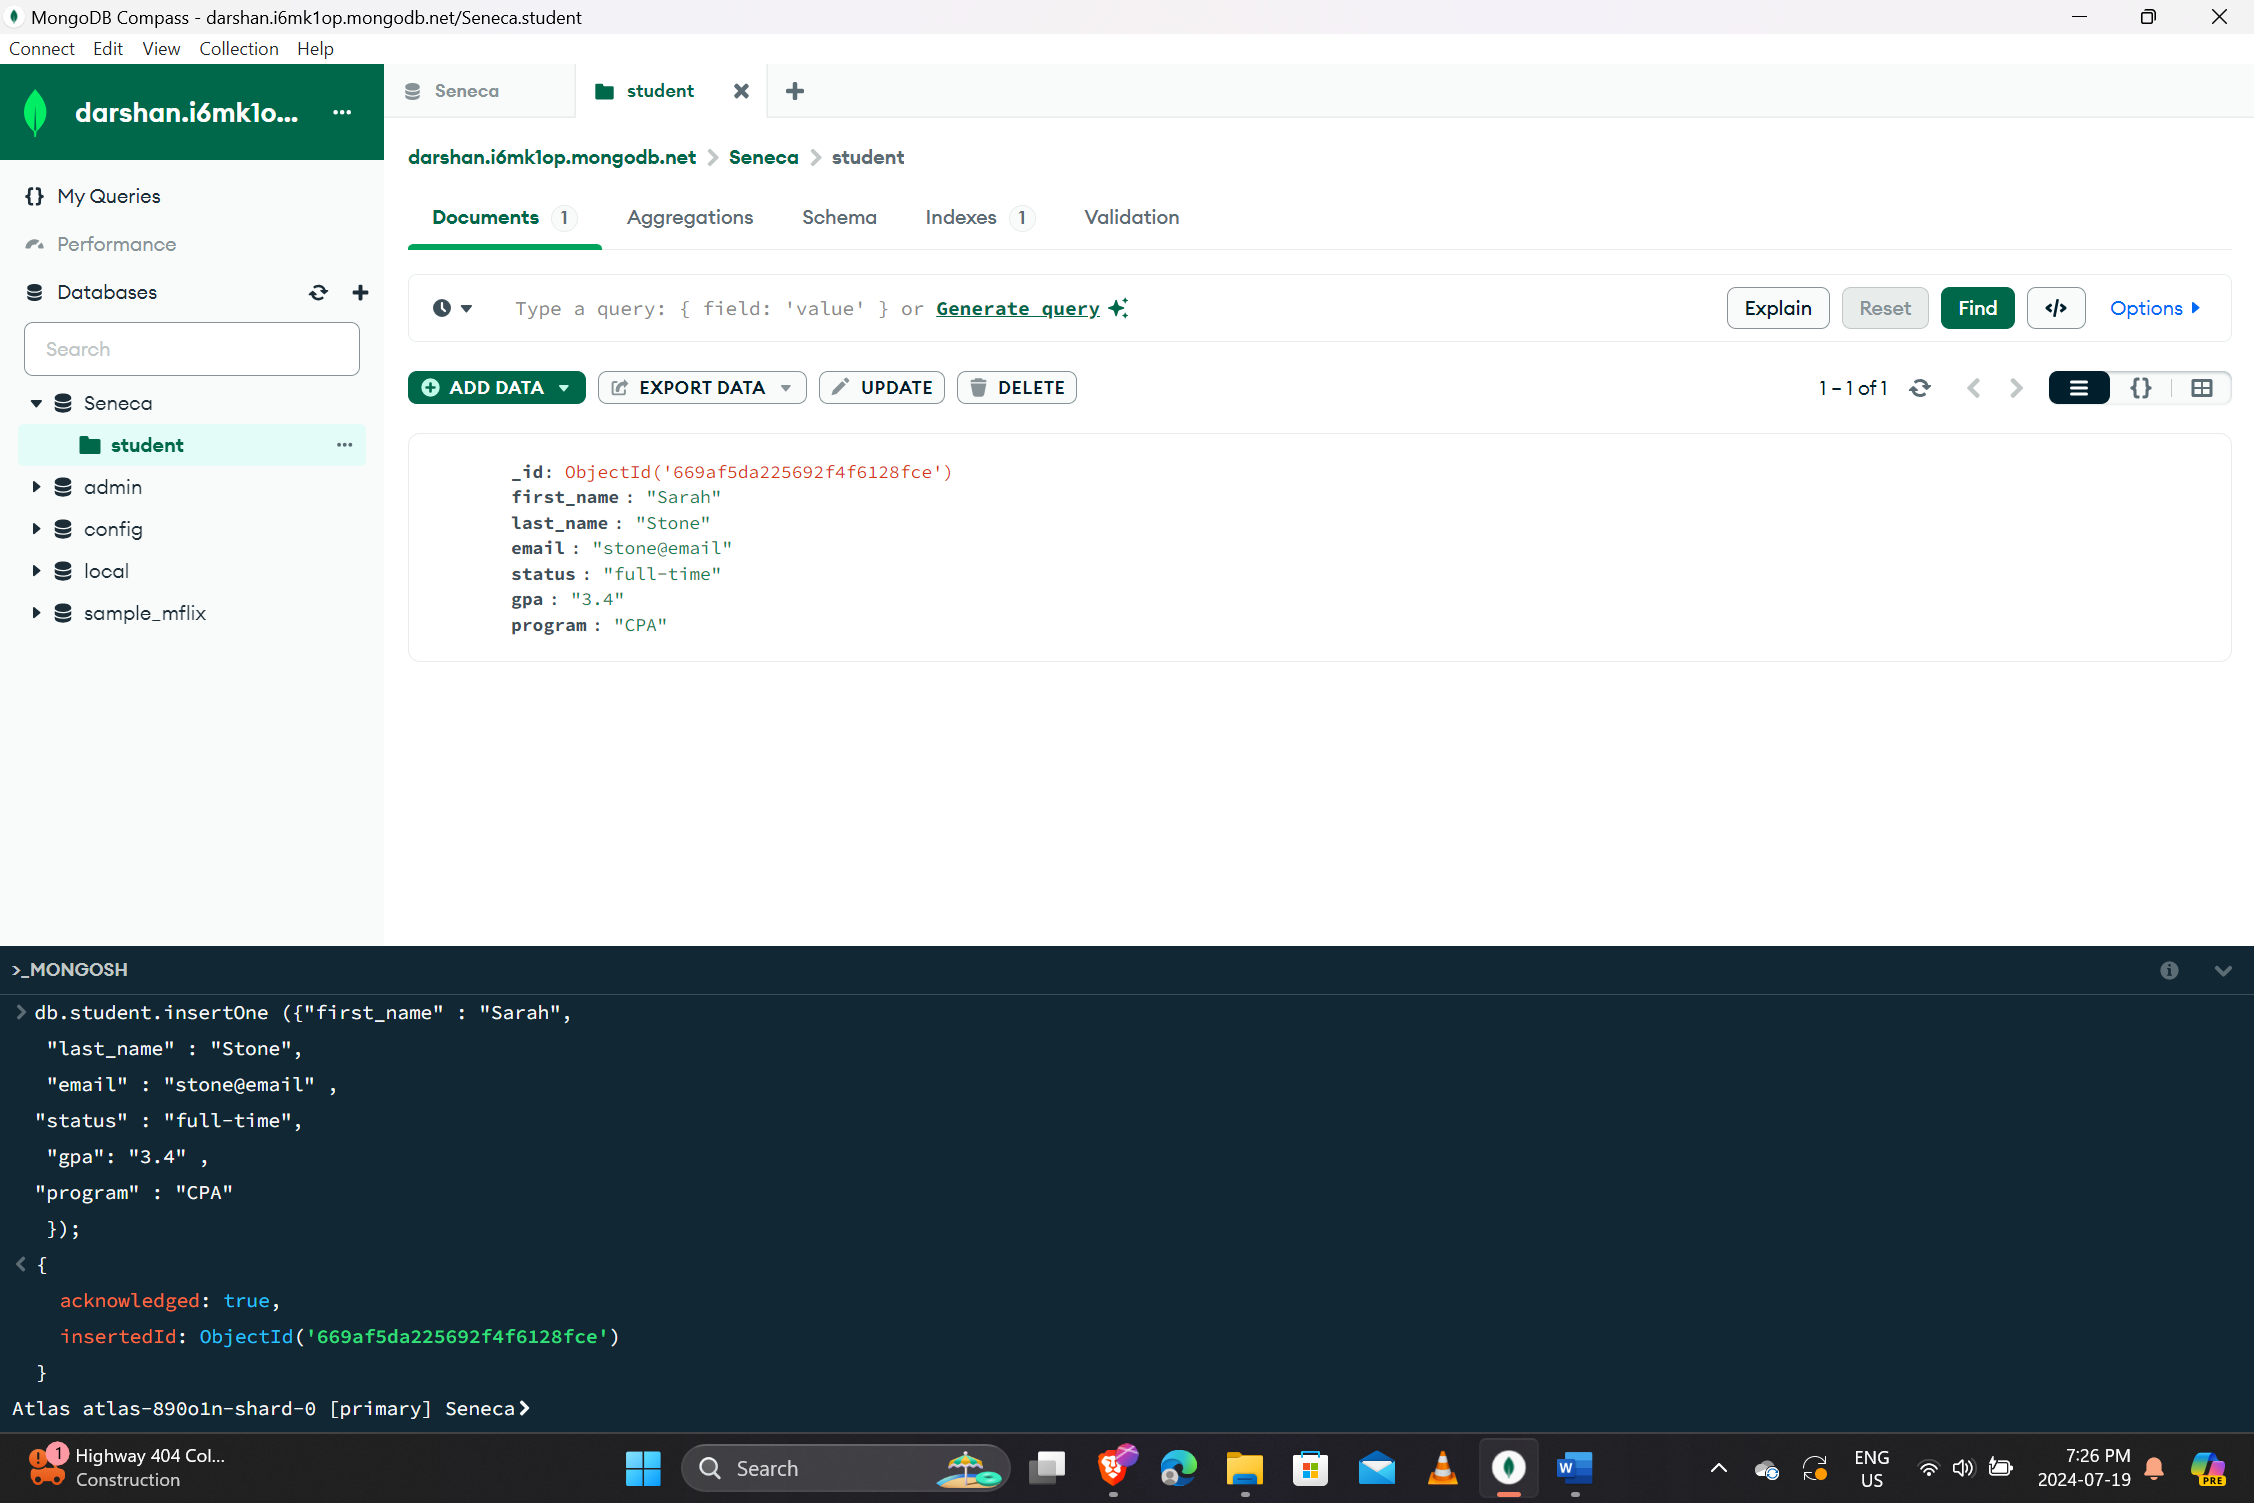 MongoDB Compass - darshan.i6mk1op.mongodb.net/Seneca.student
Connect Edit View Collection Help
darshan.i6mk1o... ...
Seneca
student
darshan.i6mk1op.mongodb.net > Seneca > student
{} My Queries
Performance
Databases
Search
Seneca
student ...
admin
config
local
sample_mflix
Documents 1 Aggregations Schema Indexes 1 Validation
Type a query: { field: 'value' } or Generate query
Explain Reset Find </> Options
ADD DATA EXPORT DATA UPDATE DELETE
1 – 1 of 1 {}
_id: ObjectId('669af5da225692f4f6128fce')
first_name : "Sarah"
last_name : "Stone"
email : "stone@email"
status : "full-time"
gpa : "3.4"
program : "CPA"
>_MONGOSH
> db.student.insertOne ({"first_name" : "Sarah",
"last_name" : "Stone",
"email" : "stone@email" ,
"status" : "full-time",
"gpa": "3.4" ,
"program" : "CPA"
});
< {
acknowledged: true,
insertedId: ObjectId('669af5da225692f4f6128fce')
}
Atlas atlas-890o1n-shard-0 [primary] Seneca>
1 Highway 404 Col...
Construction
Search
W
ENG
US
7:26 PM
2024-07-19
PRE